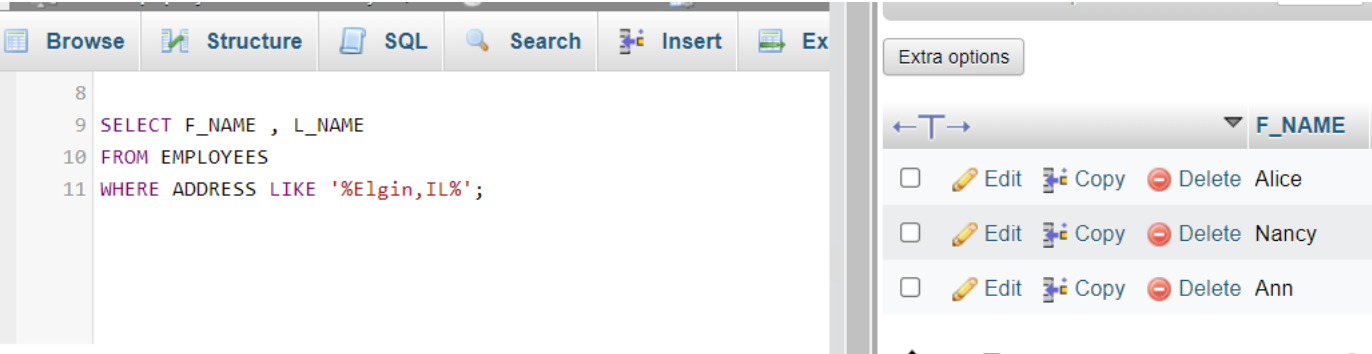 Browse Structure SQL Search Insert Ex
8
9 SELECT F_NAME , L_NAME
10 FROM EMPLOYEES
11 WHERE ADDRESS LIKE '%Elgin,IL%';
Extra options
←T→ F_NAME
Edit Copy Delete Alice
Edit Copy Delete Nancy
Edit Copy Delete Ann